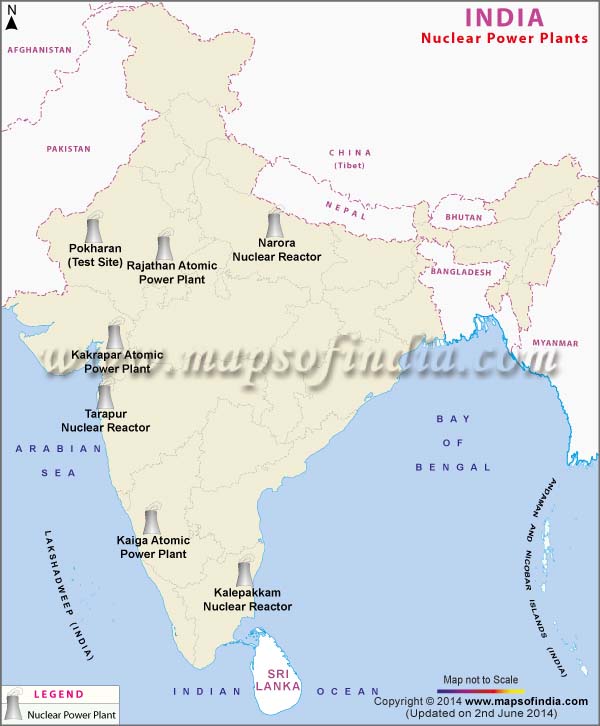 N
INDIA
Nuclear Power Plants
AFGHANISTAN
PAKISTAN
CHINA
(Tibet)
NEPAL
BHUTAN
BANGLADESH
MYANMAR
Pokharan
(Test Site)
Rajathan Atomic
Power Plant
Narora
Nuclear Reactor
Kakrapar Atomic
Power Plant
www.mapsofindia.com
Tarapur
Nuclear Reactor
ARABIAN
SEA
BAY
OF
BENGAL
Kaiga Atomic
Power Plant
Kalepakkam
Nuclear Reactor
LAKSHADWEEP (INDIA)
ANDAMAN AND NICOBAR ISLANDS (INDIA)
SRI
LANKA
INDIAN OCEAN
LEGEND
Nuclear Power Plant
Map not to Scale
Copyright © 2014 www.mapsofindia.com
(Updated on 2nd June 2014)